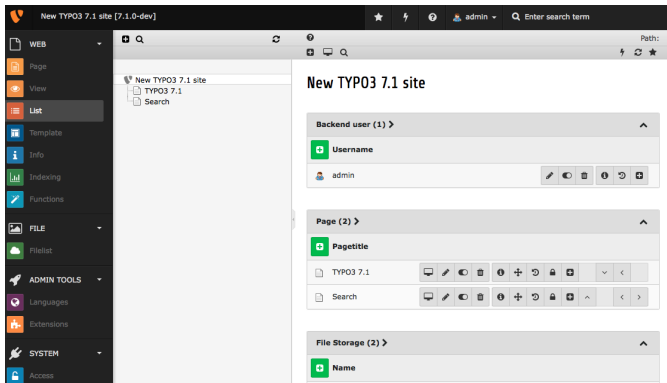 New TYPO3 7.1 site [7.1.0-dev]
admin
Enter search term
WEB
Page
View
List
Template
Info
Indexing
Functions
FILE
Filelist
ADMIN TOOLS
Languages
Extensions
SYSTEM
Access
New TYPO3 7.1 site
TYPO3 7.1
Search
Path:
New TYPO3 7.1 site
Backend user (1)
Username
admin
Page (2)
Pagetitle
TYPO3 7.1
Search
File Storage (2)
Name